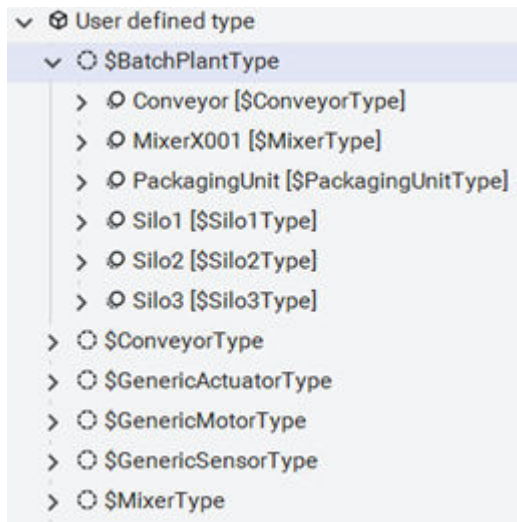 User defined type
$BatchPlantType
Conveyor [$ConveyorType]
MixerX001 [$MixerType]
PackagingUnit [$PackagingUnitType]
Silo1 [$Silo1Type]
Silo2 [$Silo2Type]
Silo3 [$Silo3Type]
$ConveyorType
$GenericActuatorType
$GenericMotorType
$GenericSensorType
$MixerType